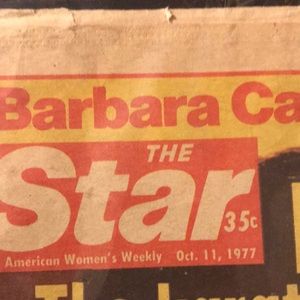 Barbara Ca
THE
Star
35c
American Women's Weekly Oct. 11, 1977